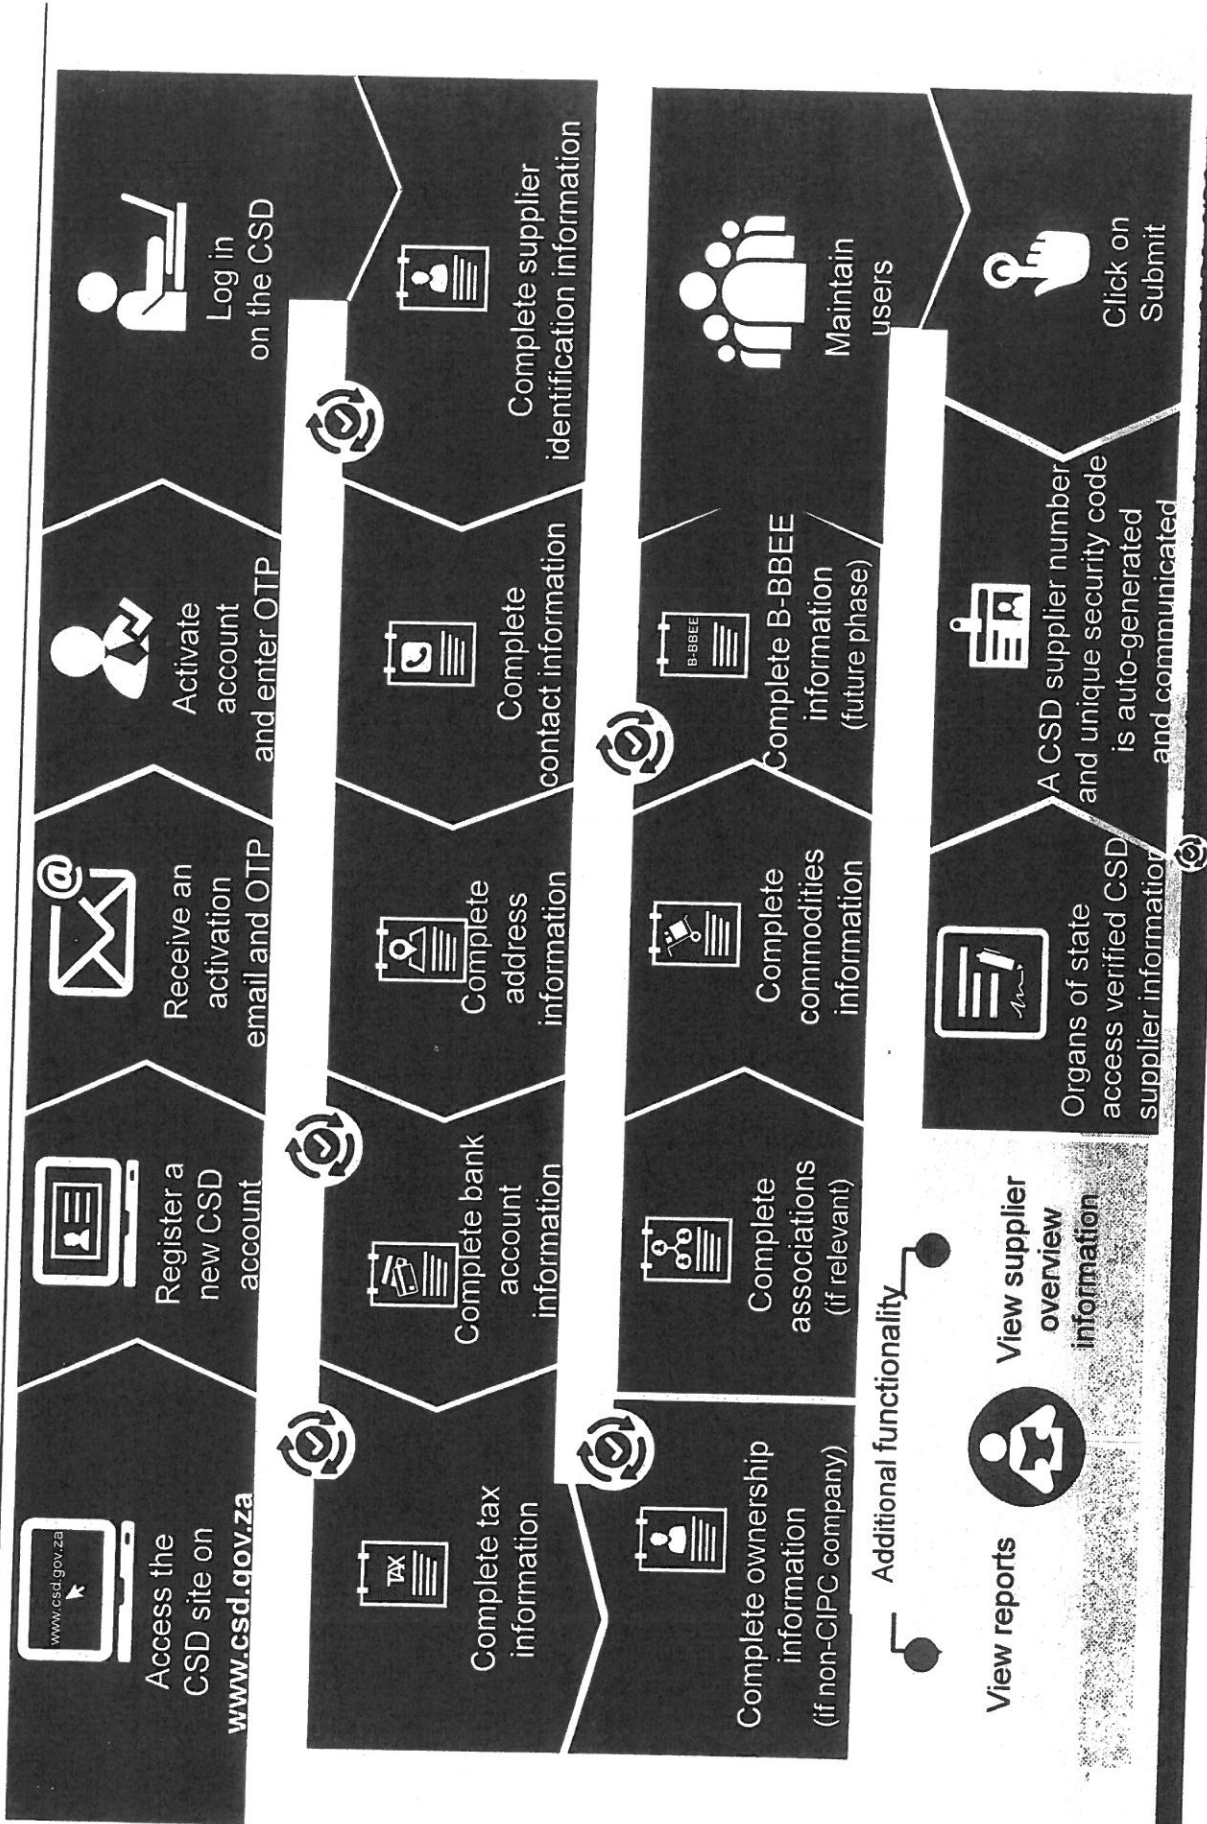 www.csd.gov.za
Access the
CSD site on
www.csd.gov.za
Register a
new CSD
account
@
Receive an
activation
email and OTP
Activate
account
and enter OTP
Log in
on the CSD
Complete supplier
identification information
Complete
contact information
Complete
address
information
Complete bank
account
information
TAX
Complete tax
information
Complete ownership
information
(if non-CIPC company)
Complete
associations
(if relevant)
Complete
commodities
information
B-BBEE
Complete B-BBEE
information
(future phase)
Maintain
users
Click on
Submit
A CSD supplier number
and unique security code
is auto-generated
and communicated
Organs of state
access verified CSD
supplier information
Additional functionality
View reports
View supplier
overview
information